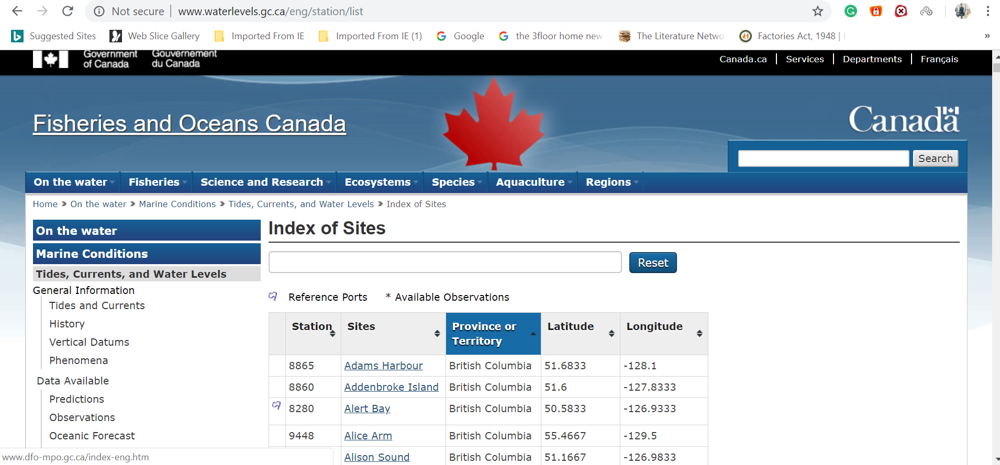 Not secure | www.waterlevels.gc.ca/eng/station/list
Suggested Sites Web Slice Gallery Imported From IE Imported From IE (1) Google the 3floor home new The Literature Netwo Factories Act, 1948 | »
Government of Canada
Gouvernement du Canada
Canada.ca Services Departments Français
Fisheries and Oceans Canada
Canada
Search
On the water Fisheries Science and Research Ecosystems Species Aquaculture Regions
Home On the water Marine Conditions Tides, Currents, and Water Levels Index of Sites
On the water
Marine Conditions
Tides, Currents, and Water Levels
General Information
Tides and Currents
History
Vertical Datums
Phenomena
Data Available
Predictions
Observations
Oceanic Forecast
Index of Sites
Reset
Reference Ports * Available Observations
Station Sites Province or Territory Latitude Longitude
8865 Adams Harbour British Columbia 51.6833 -128.1
8860 Addenbroke Island British Columbia 51.6 -127.8333
8280 Alert Bay British Columbia 50.5833 -126.9333
9448 Alice Arm British Columbia 55.4667 -129.5
Alison Sound British Columbia 51.1667 -126.9833
www.dfo-mpo.gc.ca/index-eng.htm